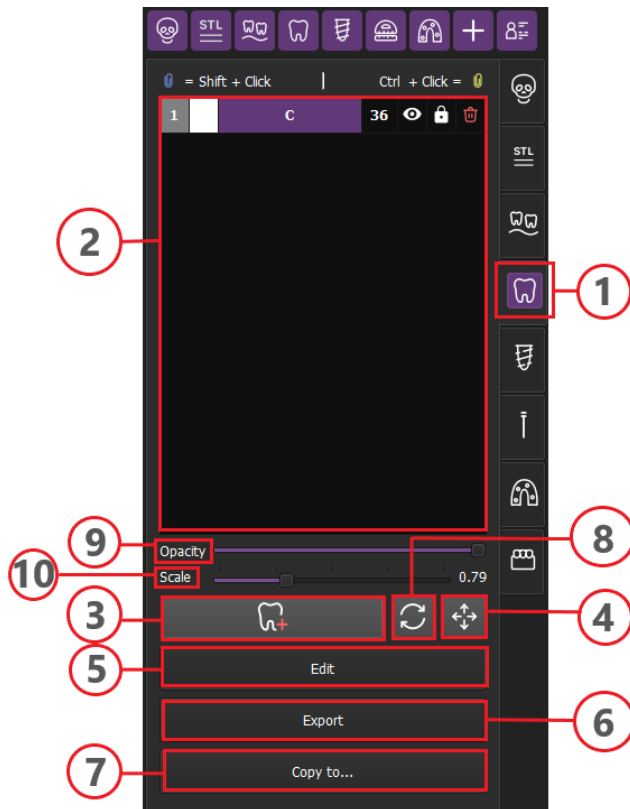 STL
= Shift + Click | Ctrl + Click =
1 C 36
STL
2
1
9
Opacity
8
10
Scale 0.79
3
4
5
Edit
Export
6
7
Copy to...